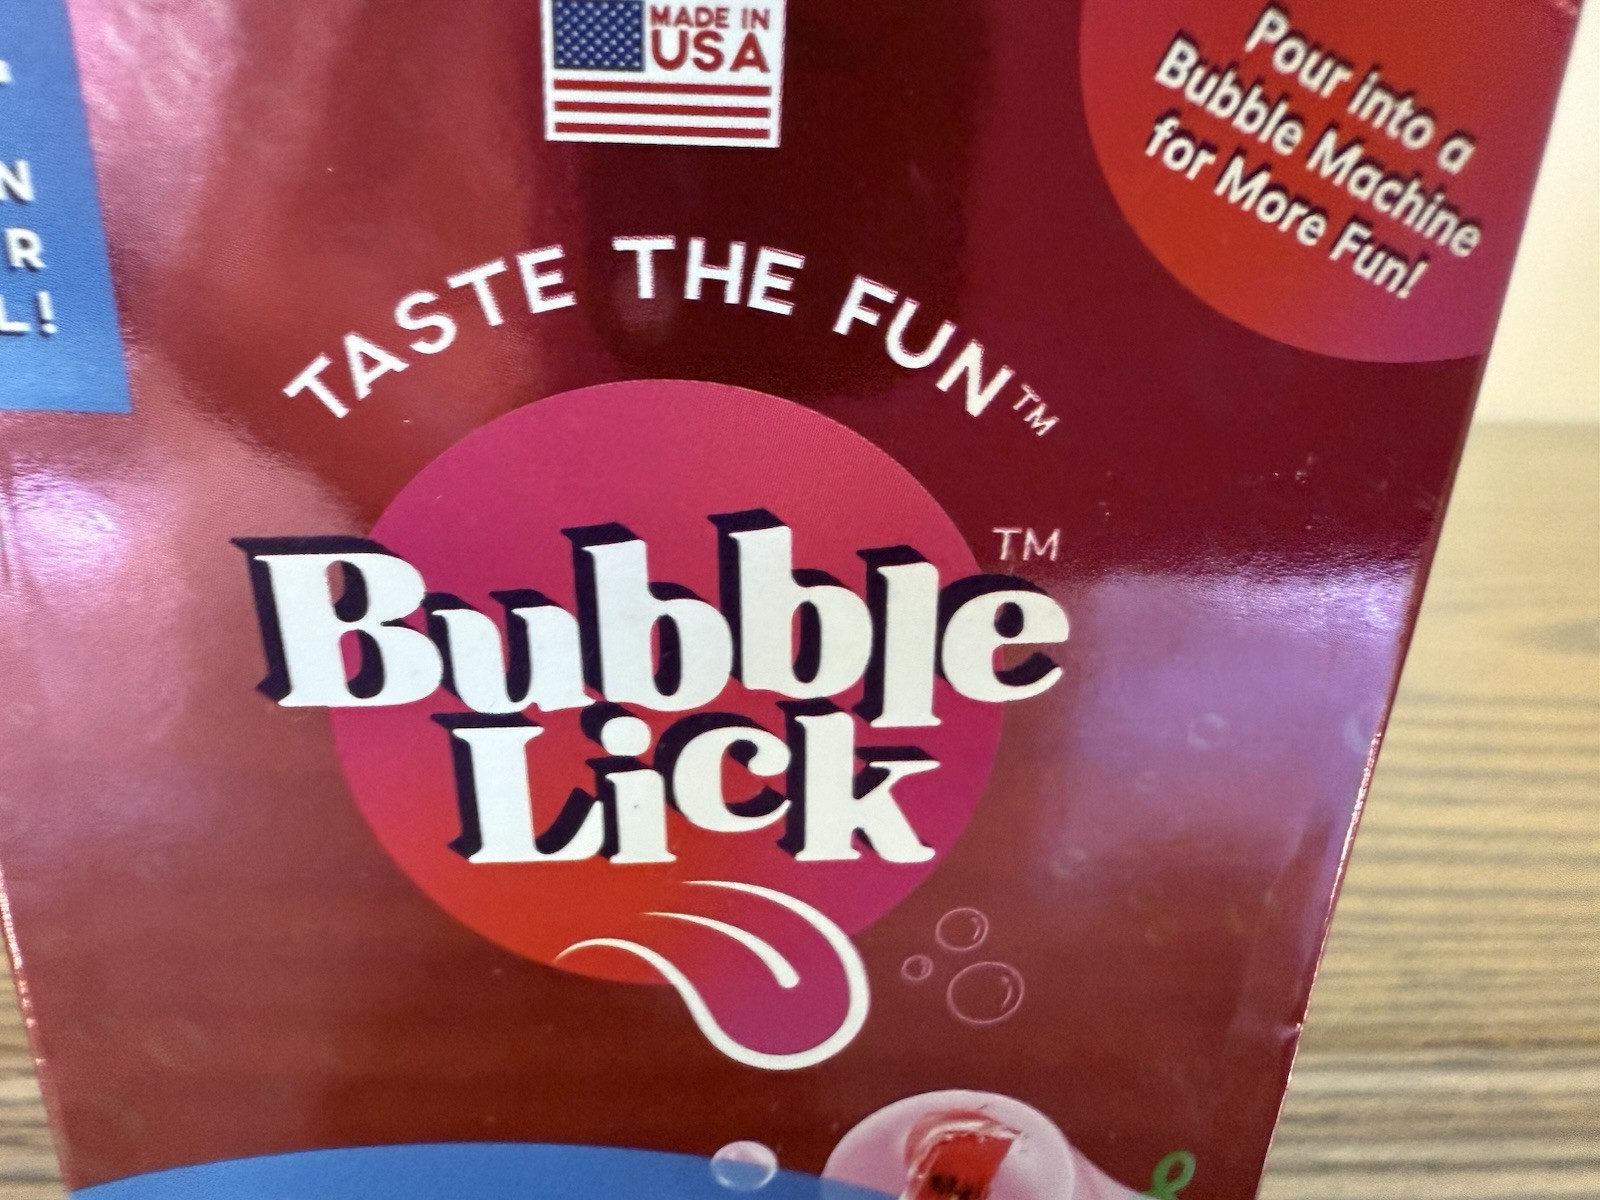 MADE IN
USA
Pour into a
Bubble Machine
for More Fun!
N
R
L!
TASTE THE FUN™
Bubble™
Lick